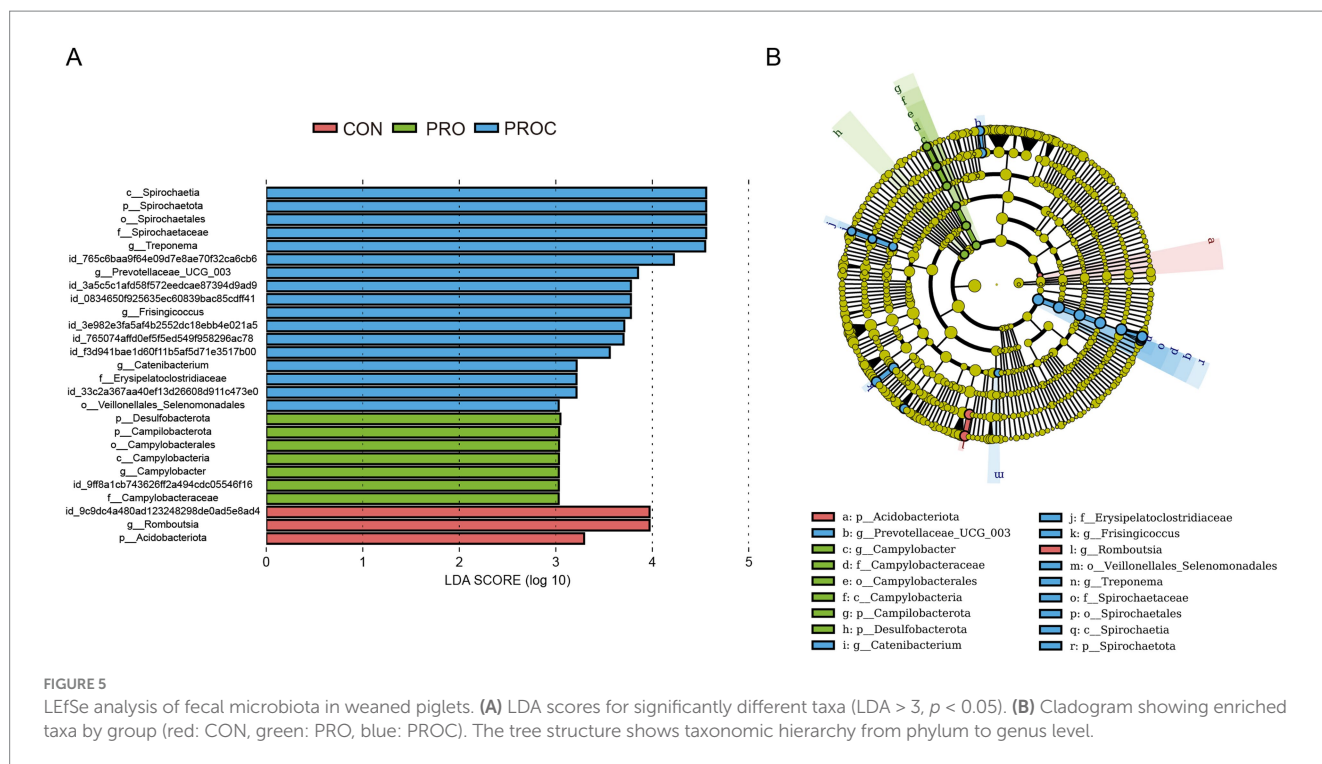 A
CON PRO PROC
c__Spirochaetia
p__Spirochaetota
o__Spirochaetales
f__Spirochaetaceae
g__Treponema
id_765c6baa9f64e09d7e8ae70f32ca6cb6
g__Prevotellaceae_UCG_003
id_3a5c5c1afd58f572eedcae87394d9ad9
id_0834650f925635ec60839bac85cdff41
g__Frisingicoccus
id_3e982e3fa5af4b2552dc18ebb4e021a5
id_765074affd0ef5f5ed549f958296ac78
id_f3d941bae1d60f11b5af5d71e3517b00
g__Catenibacterium
f__Erysipelatoclostridiaceae
id_33c2a367aa40ef13d26608d911c473e0
o__Veillonellales_Selenomonadales
p__Desulfobacterota
p__Campilobacterota
o__Campylobacterales
c__Campylobacteria
g__Campylobacter
id_9ff8a1cb743626ff2a494cdc05546f16
f__Campylobacteraceae
id_9c9dc4a480ad123248298de0ad5e8ad4
g__Romboutsia
p__Acidobacteriota
0 1 2 3 4 5
LDA SCORE (log 10)
B
g
f
e
d
c
b
h
a
j
i
n
o
p
q
r
k
l
m
a: p__Acidobacteriota
b: g__Prevotellaceae_UCG_003
c: g__Campylobacter
d: f__Campylobacteraceae
e: o__Campylobacterales
f: c__Campylobacteria
g: p__Campilobacterota
h: p__Desulfobacterota
i: g__Catenibacterium
j: f__Erysipelatoclostridiaceae
k: g__Frisingicoccus
l: g__Romboutsia
m: o__Veillonellales_Selenomonadales
n: g__Treponema
o: f__Spirochaetaceae
p: o__Spirochaetales
q: c__Spirochaetia
r: p__Spirochaetota
FIGURE 5
LEfSe analysis of fecal microbiota in weaned piglets. (A) LDA scores for significantly different taxa (LDA > 3, p < 0.05). (B) Cladogram showing enriched
taxa by group (red: CON, green: PRO, blue: PROC). The tree structure shows taxonomic hierarchy from phylum to genus level.